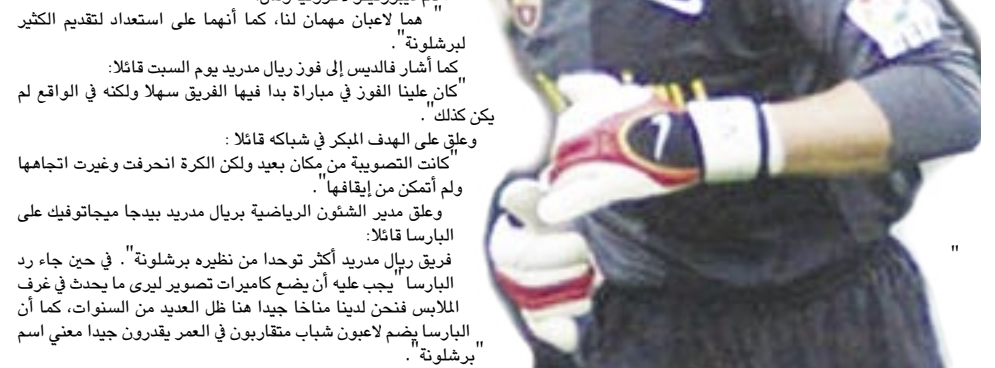 " هما لاعبان مهمان لنا، كما أنهما على استعداد لتقديم الكثير
لبرشلونة".
كما أشار فالديس إلى فوز ريال مدريد يوم السبت قائلا:
"كان علينا الفوز في مباراة بدا فيها الفريق سهلا ولكنه في الواقع لم
يكن كذلك".
وعلق على الهدف المبكر في شباكه قائلا :
"كانت التصويبة من مكان بعيد ولكن الكرة انحرفت وغيرت اتجاهها
ولم أتمكن من إيقافها".
وعلق مدير الشئون الرياضية بريال مدريد بيدجا ميجاتوفيك على
البارسا قائلا:
" فريق ريال مدريد أكثر توحدا من نظيره برشلونة". في حين جاء رد
البارسا "يجب عليه أن يضع كاميرات تصوير ليرى ما يحدث في غرف
الملابس فنحن لدينا مناخا جيدا هنا ظل العديد من السنوات، كما أن
البارسا يضم لاعبون شباب متقاربون في العمر يقدرون جيدا معني اسم
"برشلونة".